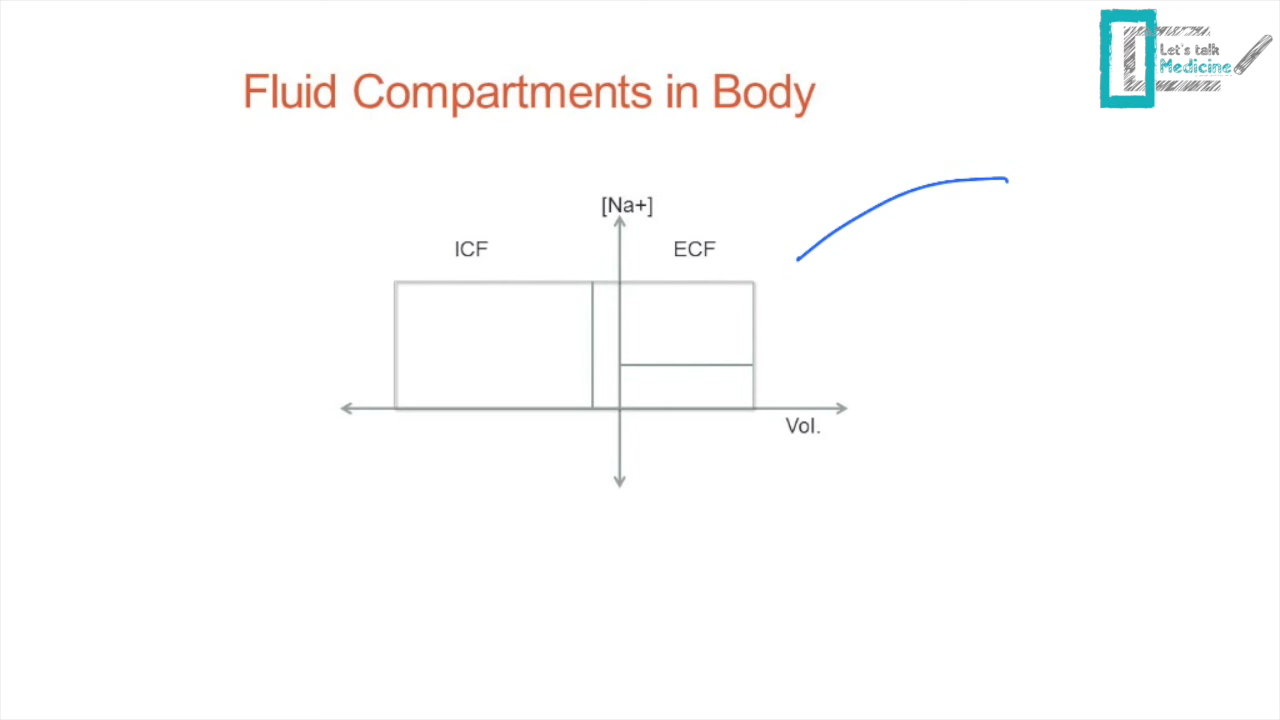 Let's talk
Medicine
Fluid Compartments in Body
[Na+]
ICF
ECF
Vol.